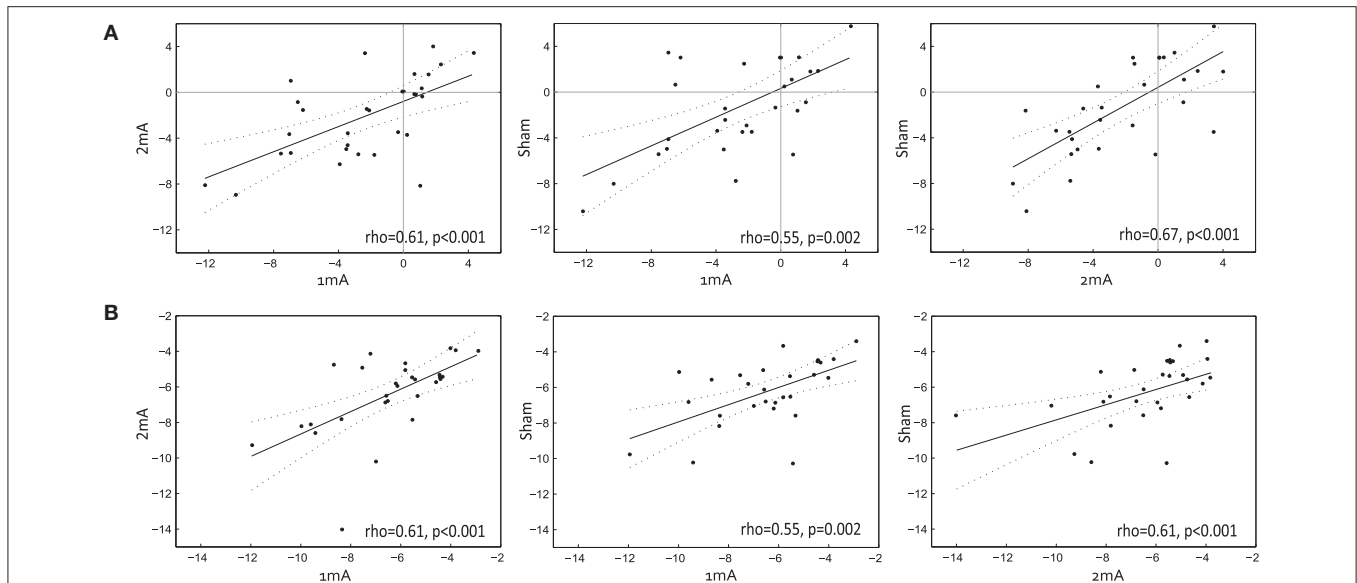 A
2mA
4
0
−4
−8
−12
−12 −8 −4 0 4
1mA
rho=0.61, p<0.001
Sham
4
0
−4
−8
−12
−12 −8 −4 0 4
1mA
rho=0.55, p=0.002
Sham
4
0
−4
−8
−12
−12 −8 −4 0 4
2mA
rho=0.67, p<0.001
B
2mA
−2
−4
−6
−8
−10
−12
−14
−14 −12 −10 −8 −6 −4 −2
1mA
rho=0.61, p<0.001
Sham
−2
−4
−6
−8
−10
−12
−14
−14 −12 −10 −8 −6 −4 −2
1mA
rho=0.55, p=0.002
Sham
−2
−4
−6
−8
−10
−12
−14
−14 −12 −10 −8 −6 −4 −2
2mA
rho=0.61, p<0.001